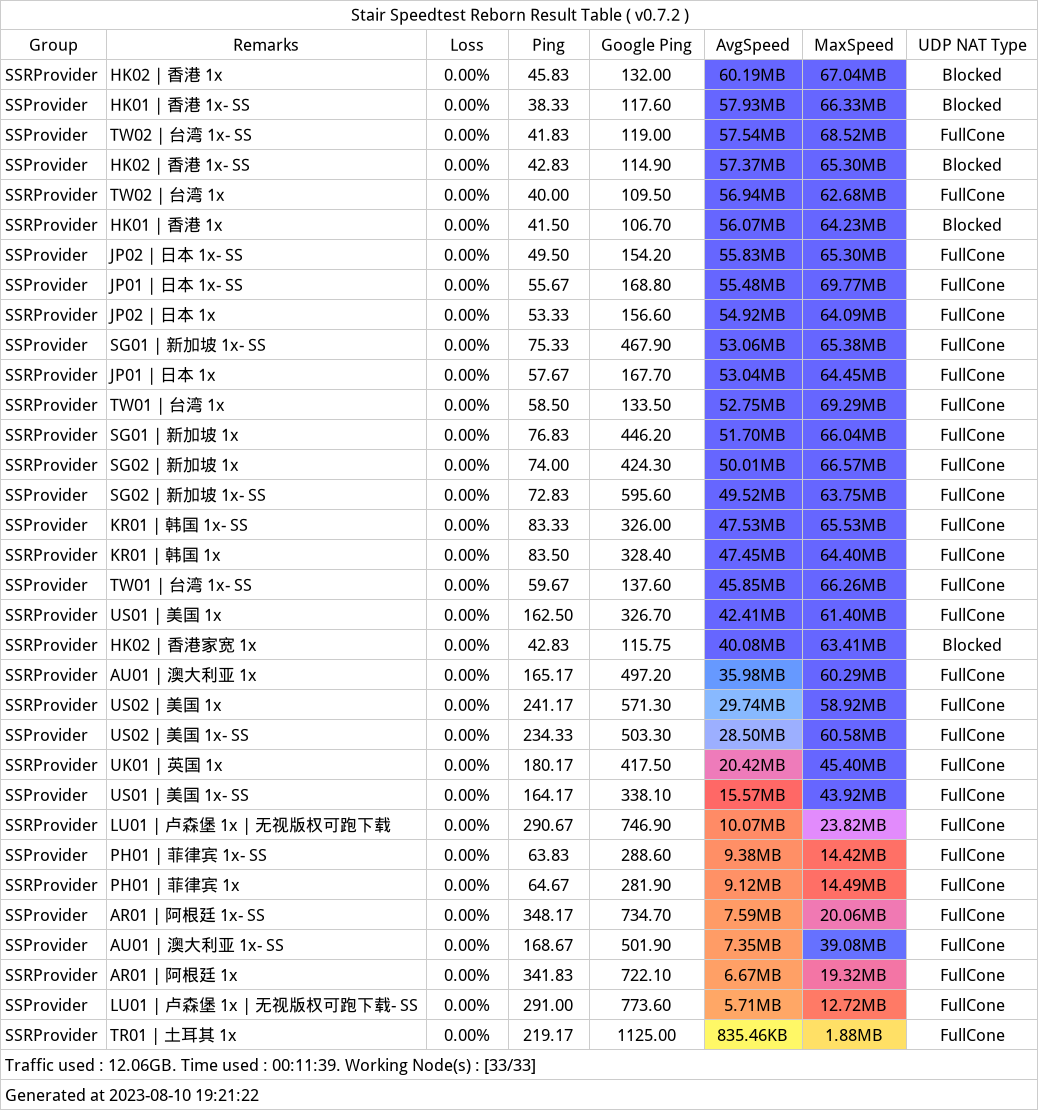 Stair Speedtest Reborn Result Table ( v0.7.2 )
Group Remarks Loss Ping Google Ping AvgSpeed MaxSpeed UDP NAT Type
SSRProvider HK02 | 香港 1x 0.00% 45.83 132.00 60.19MB 67.04MB Blocked
SSProvider HK01 | 香港 1x- SS 0.00% 38.33 117.60 57.93MB 66.33MB Blocked
SSProvider TW02 | 台湾 1x- SS 0.00% 41.83 119.00 57.54MB 68.52MB FullCone
SSProvider HK02 | 香港 1x- SS 0.00% 42.83 114.90 57.37MB 65.30MB Blocked
SSRProvider TW02 | 台湾 1x 0.00% 40.00 109.50 56.94MB 62.68MB FullCone
SSRProvider HK01 | 香港 1x 0.00% 41.50 106.70 56.07MB 64.23MB Blocked
SSProvider JP02 | 日本 1x- SS 0.00% 49.50 154.20 55.83MB 65.30MB FullCone
SSProvider JP01 | 日本 1x- SS 0.00% 55.67 168.80 55.48MB 69.77MB FullCone
SSRProvider JP02 | 日本 1x 0.00% 53.33 156.60 54.92MB 64.09MB FullCone
SSProvider SG01 | 新加坡 1x- SS 0.00% 75.33 467.90 53.06MB 65.38MB FullCone
SSRProvider JP01 | 日本 1x 0.00% 57.67 167.70 53.04MB 64.45MB FullCone
SSRProvider TW01 | 台湾 1x 0.00% 58.50 133.50 52.75MB 69.29MB FullCone
SSRProvider SG01 | 新加坡 1x 0.00% 76.83 446.20 51.70MB 66.04MB FullCone
SSRProvider SG02 | 新加坡 1x 0.00% 74.00 424.30 50.01MB 66.57MB FullCone
SSProvider SG02 | 新加坡 1x- SS 0.00% 72.83 595.60 49.52MB 63.75MB FullCone
SSProvider KR01 | 韩国 1x- SS 0.00% 83.33 326.00 47.53MB 65.53MB FullCone
SSRProvider KR01 | 韩国 1x 0.00% 83.50 328.40 47.45MB 64.40MB FullCone
SSProvider TW01 | 台湾 1x- SS 0.00% 59.67 137.60 45.85MB 66.26MB FullCone
SSRProvider US01 | 美国 1x 0.00% 162.50 326.70 42.41MB 61.40MB FullCone
SSRProvider HK02 | 香港家宽 1x 0.00% 42.83 115.75 40.08MB 63.41MB Blocked
SSRProvider AU01 | 澳大利亚 1x 0.00% 165.17 497.20 35.98MB 60.29MB FullCone
SSRProvider US02 | 美国 1x 0.00% 241.17 571.30 29.74MB 58.92MB FullCone
SSProvider US02 | 美国 1x- SS 0.00% 234.33 503.30 28.50MB 60.58MB FullCone
SSRProvider UK01 | 英国 1x 0.00% 180.17 417.50 20.42MB 45.40MB FullCone
SSProvider US01 | 美国 1x- SS 0.00% 164.17 338.10 15.57MB 43.92MB FullCone
SSRProvider LU01 | 卢森堡 1x | 无视版权可跑下载 0.00% 290.67 746.90 10.07MB 23.82MB FullCone
SSProvider PH01 | 菲律宾 1x- SS 0.00% 63.83 288.60 9.38MB 14.42MB FullCone
SSRProvider PH01 | 菲律宾 1x 0.00% 64.67 281.90 9.12MB 14.49MB FullCone
SSProvider AR01 | 阿根廷 1x- SS 0.00% 348.17 734.70 7.59MB 20.06MB FullCone
SSProvider AU01 | 澳大利亚 1x- SS 0.00% 168.67 501.90 7.35MB 39.08MB FullCone
SSRProvider AR01 | 阿根廷 1x 0.00% 341.83 722.10 6.67MB 19.32MB FullCone
SSProvider LU01 | 卢森堡 1x | 无视版权可跑下载- SS 0.00% 291.00 773.60 5.71MB 12.72MB FullCone
SSRProvider TR01 | 土耳其 1x 0.00% 219.17 1125.00 835.46KB 1.88MB FullCone
Traffic used : 12.06GB. Time used : 00:11:39. Working Node(s) : [33/33]
Generated at 2023-08-10 19:21:22